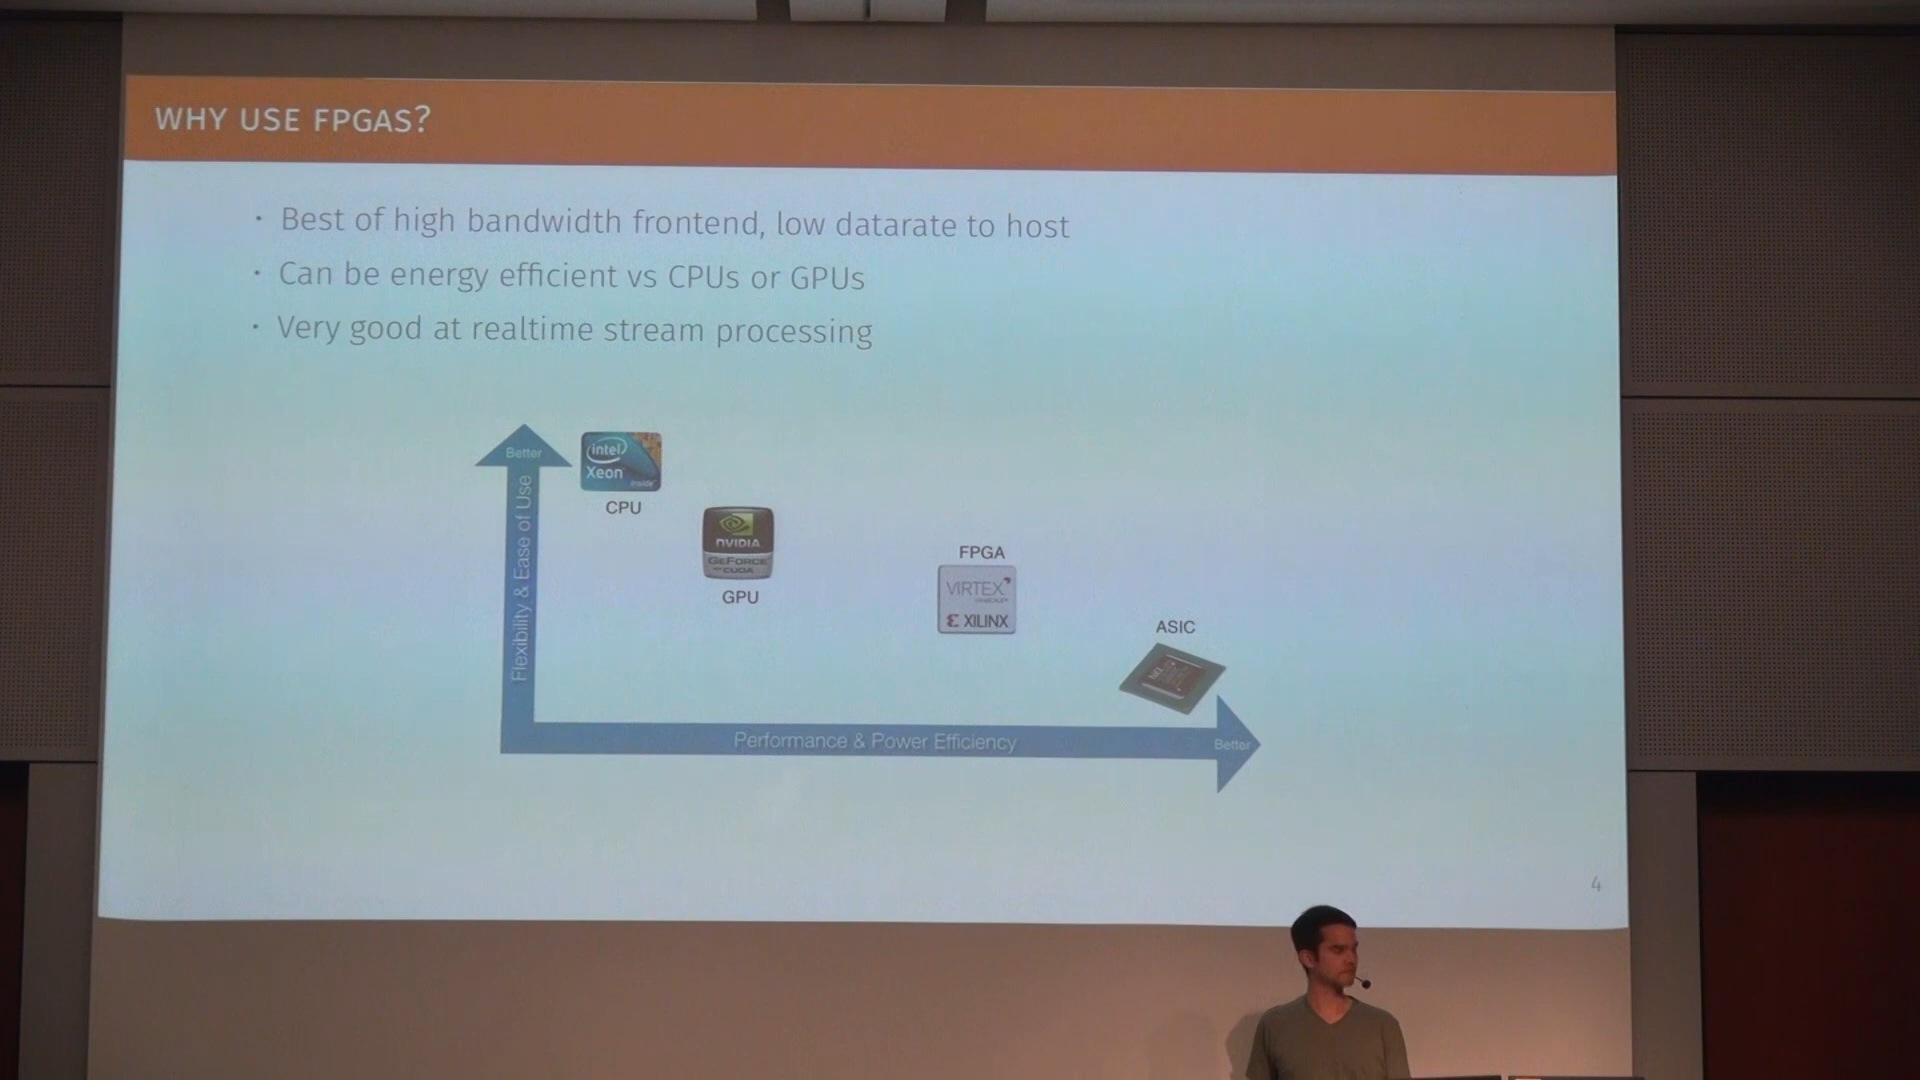 WHY USE FPGAS?
· Best of high bandwidth frontend, low datarate to host
· Can be energy efficient vs CPUs or GPUs
· Very good at realtime stream processing
Better
Flexibility & Ease of Use
intel
Xeon
inside
CPU
NVIDIA
GEFORCE
CUDA
GPU
FPGA
VIRTEX
XILINX
ASIC
Performance & Power Efficiency
Better
4